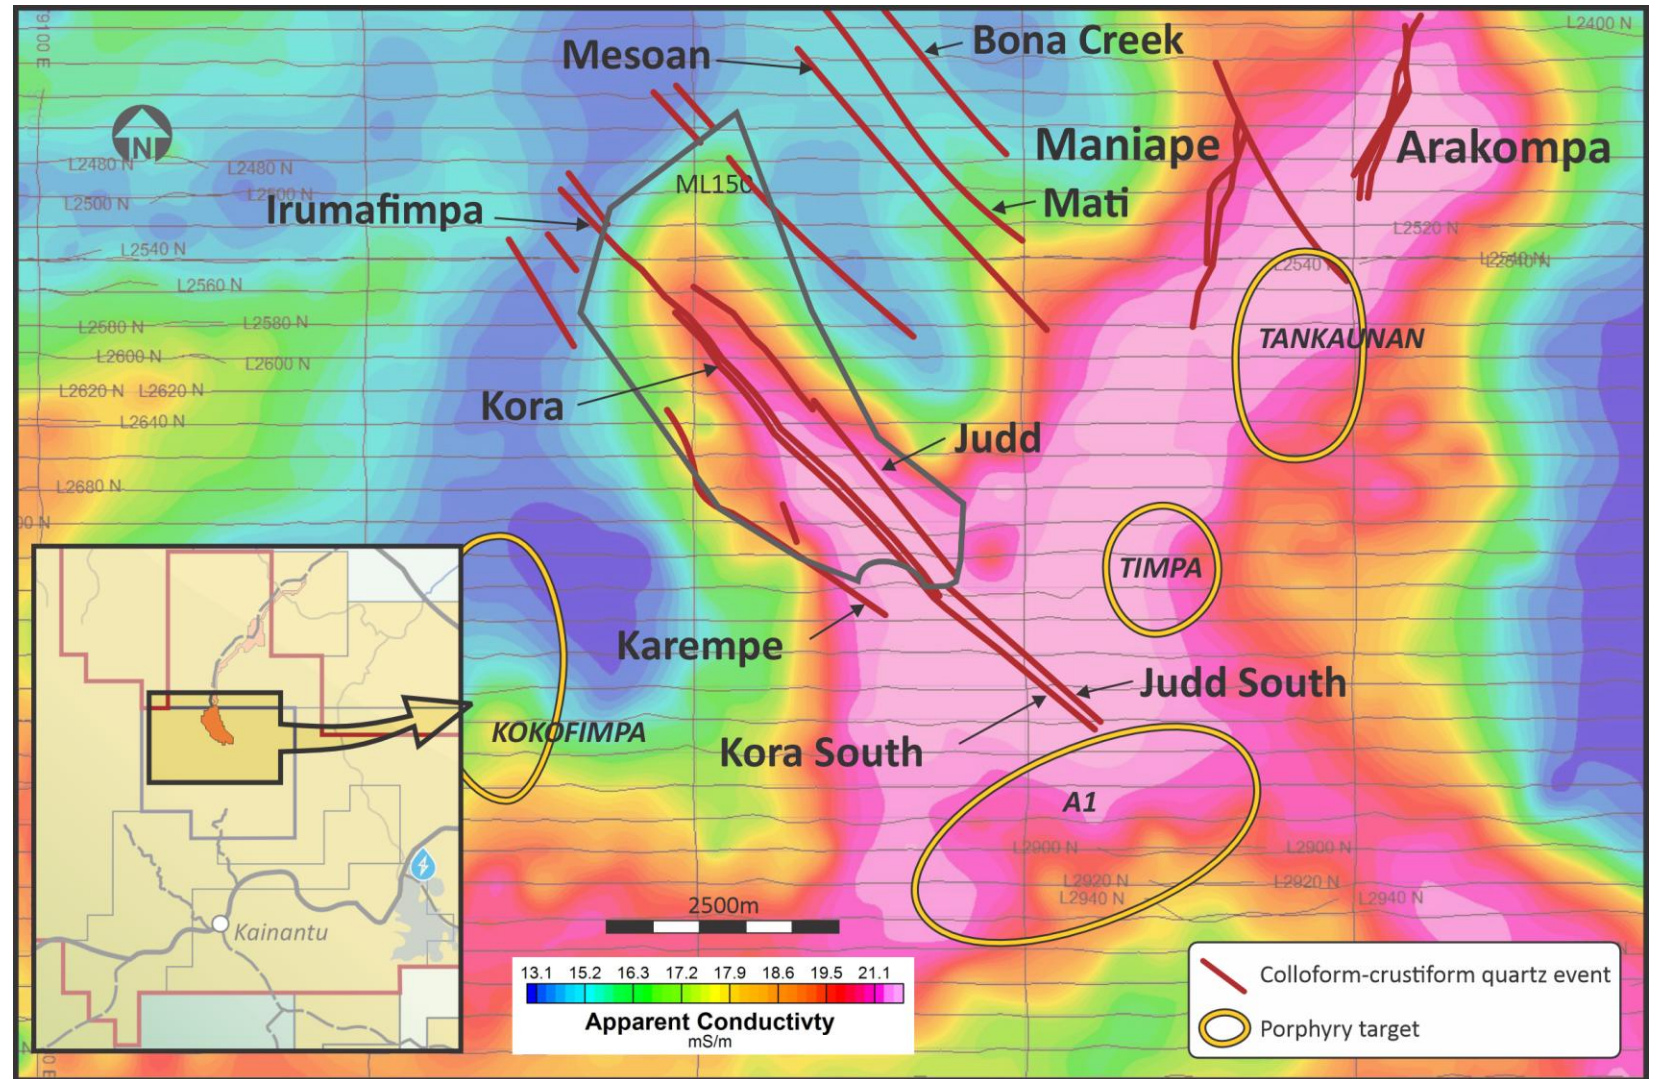 9100 E
L2400 N
Bona Creek
Mesoan
Maniape
Arakompa
N
L2480 N
L2480 N
ML150
L2500 N
L2500 N
Irumafimpa
Mati
L2520 N
L2540 N
L2540
L2540 N
L2560 N
L2580 N
L2580 N
TANKAUNAN
L2600 N
L2600 N
L2620 N
L2620 N
Kora
L2640 N
Judd
L2680 N
TIMPA
Karempe
Judd South
KOKOFIMPA
Kora South
A1
L2900 N
L2900 N
L2920 N
L2920 N
L2940 N
L2940 N
2500m
Kainantu
13.1 15.2 16.3 17.2 17.9 18.6 19.5 21.1
Apparent Conductivty
mS/m
Colloform-crustiform quartz event
Porphyry target